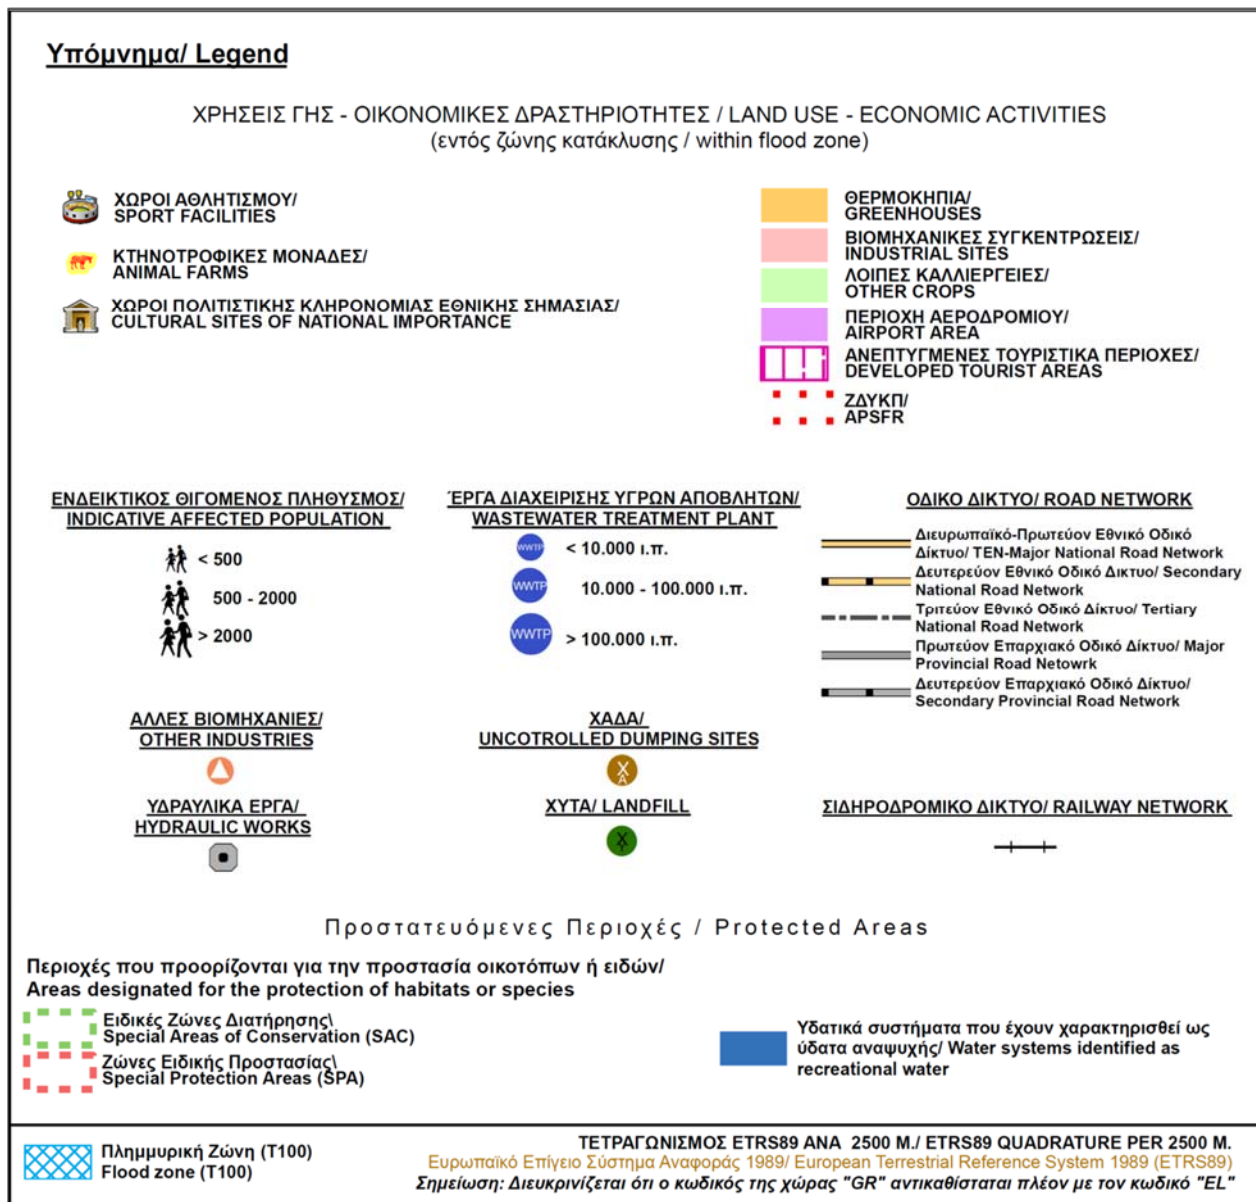 Υπόμνημα/ Legend
ΧΡΗΣΕΙΣ ΓΗΣ - ΟΙΚΟΝΟΜΙΚΕΣ ΔΡΑΣΤΗΡΙΟΤΗΤΕΣ / LAND USE - ECONOMIC ACTIVITIES
(εντός ζώνης κατάκλυσης / within flood zone)
ΧΩΡΟΙ ΑΘΛΗΤΙΣΜΟΥ/
SPORT FACILITIES
ΚΤΗΝΟΤΡΟΦΙΚΕΣ ΜΟΝΑΔΕΣ/
ANIMAL FARMS
ΧΩΡΟΙ ΠΟΛΙΤΙΣΤΙΚΗΣ ΚΛΗΡΟΝΟΜΙΑΣ ΕΘΝΙΚΗΣ ΣΗΜΑΣΙΑΣ/
CULTURAL SITES OF NATIONAL IMPORTANCE
ΘΕΡΜΟΚΗΠΙΑ/
GREENHOUSES
ΒΙΟΜΗΧΑΝΙΚΕΣ ΣΥΓΚΕΝΤΡΩΣΕΙΣ/
INDUSTRIAL SITES
ΛΟΙΠΕΣ ΚΑΛΛΙΕΡΓΕΙΕΣ/
OTHER CROPS
ΠΕΡΙΟΧΗ ΑΕΡΟΔΡΟΜΙΟΥ/
AIRPORT AREA
ΑΝΕΠΤΥΓΜΕΝΕΣ ΤΟΥΡΙΣΤΙΚΑ ΠΕΡΙΟΧΕΣ/
DEVELOPED TOURIST AREAS
ΖΔΥΚΠ/
APSFR
ΕΝΔΕΙΚΤΙΚΟΣ ΘΙΓΟΜΕΝΟΣ ΠΛΗΘΥΣΜΟΣ/
INDICATIVE AFFECTED POPULATION
< 500
500 - 2000
> 2000
ΈΡΓΑ ΔΙΑΧΕΙΡΙΣΗΣ ΥΓΡΩΝ ΑΠΟΒΛΗΤΩΝ/
WASTEWATER TREATMENT PLANT
WWTP < 10.000 ι.π.
WWTP 10.000 - 100.000 ι.π.
WWTP > 100.000 ι.π.
ΟΔΙΚΟ ΔΙΚΤΥΟ/ ROAD NETWORK
Διευρωπαϊκό-Πρωτεύον Εθνικό Οδικό
Δίκτυο/ TEN-Major National Road Network
Δευτερεύον Εθνικό Οδικό Δικτυο/ Secondary
National Road Network
Τριτεύον Εθνικό Οδικό Δίκτυο/ Tertiary
National Road Network
Πρωτεύον Επαρχιακό Οδικό Δίκτυο/ Major
Provincial Road Netowrk
Δευτερεύον Επαρχιακό Οδικό Δίκτυο/
Secondary Provincial Road Network
ΑΛΛΕΣ ΒΙΟΜΗΧΑΝΙΕΣ/
OTHER INDUSTRIES
ΧΑΔΑ/
UNCOTROLLED DUMPING SITES
Χ
Α
ΥΔΡΑΥΛΙΚΑ ΕΡΓΑ/
HYDRAULIC WORKS
ΧΥΤΑ/ LANDFILL
Χ
ΣΙΔΗΡΟΔΡΟΜΙΚΟ ΔΙΚΤΥΟ/ RAILWAY NETWORK
Προστατευόμενες Περιοχές / Protected Areas
Περιοχές που προορίζονται για την προστασία οικοτόπων ή ειδών/
Areas designated for the protection of habitats or species
Ειδικές Ζώνες Διατήρησης\
Special Areas of Conservation (SAC)
Ζώνες Ειδικής Προστασίας\
Special Protection Areas (SPA)
Υδατικά συστήματα που έχουν χαρακτηρισθεί ως
ύδατα αναψυχής/ Water systems identified as
recreational water
Πλημμυρική Ζώνη (T100)
Flood zone (T100)
ΤΕΤΡΑΓΩΝΙΣΜΟΣ ETRS89 ΑΝΑ 2500 Μ./ ETRS89 QUADRATURE PER 2500 M.
Ευρωπαϊκό Επίγειο Σύστημα Αναφοράς 1989/ European Terrestrial Reference System 1989 (ETRS89)
Σημείωση: Διευκρινίζεται ότι ο κωδικός της χώρας "GR" αντικαθίσταται πλέον με τον κωδικό "EL"